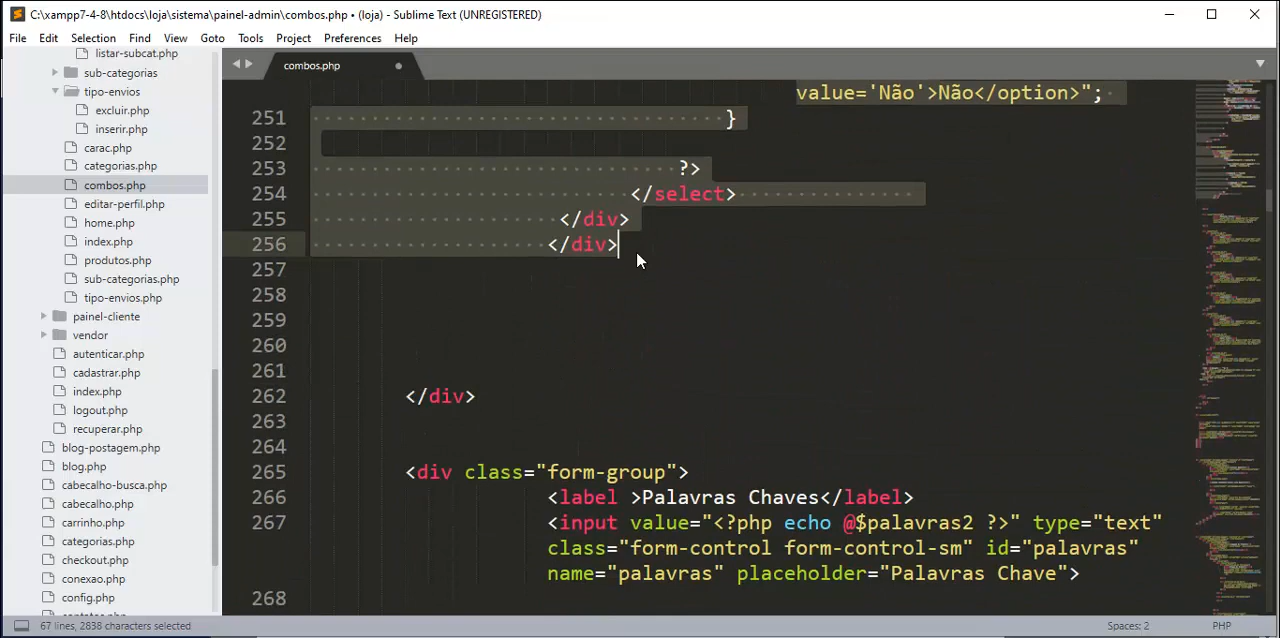 C:\xampp7-4-8\htdocs\loja\sistema\painel-admin\combos.php • (loja) - Sublime Text (UNREGISTERED)
File Edit Selection Find View Goto Tools Project Preferences Help
listar-subcat.php
sub-categorias
tipo-envios
excluir.php
inserir.php
carac.php
categorias.php
combos.php
editar-perfil.php
home.php
index.php
produtos.php
sub-categorias.php
tipo-envios.php
painel-cliente
vendor
autenticar.php
cadastrar.php
index.php
logout.php
recuperar.php
blog-postagem.php
blog.php
cabecalho-busca.php
cabecalho.php
carrinho.php
categorias.php
checkout.php
conexao.php
config.php
combos.php
value='Não'>Não</option>";
251 }
252
253 ?>
254 </select>
255 </div>
256 </div>
257
258
259
260
261
262 </div>
263
264
265 <div class="form-group">
266 <label >Palavras Chaves</label>
267 <input value="<?php echo @$palavras2 ?>" type="text"
class="form-control form-control-sm" id="palavras"
name="palavras" placeholder="Palavras Chave">
268
67 lines, 2838 characters selected
Spaces: 2
PHP